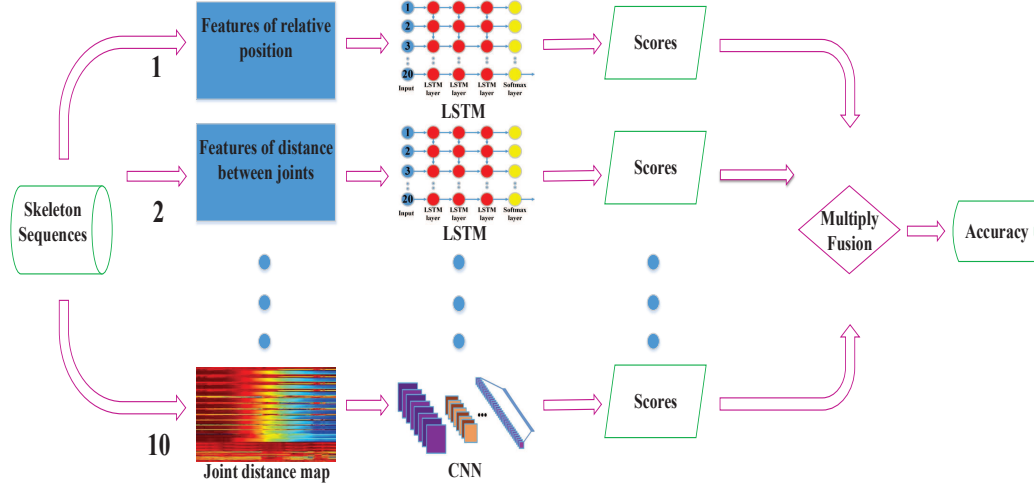 Features of relative
position
1
1
2
3
20
Input
LSTM
layer
LSTM
layer
LSTM
layer
Softmax
layer
LSTM
Scores
Features of distance
between joints
2
1
2
3
20
Input
LSTM
layer
LSTM
layer
LSTM
layer
Softmax
layer
LSTM
Scores
Skeleton
Sequences
Multiply
Fusion
Accuracy
10
Joint distance map
...
CNN
Scores